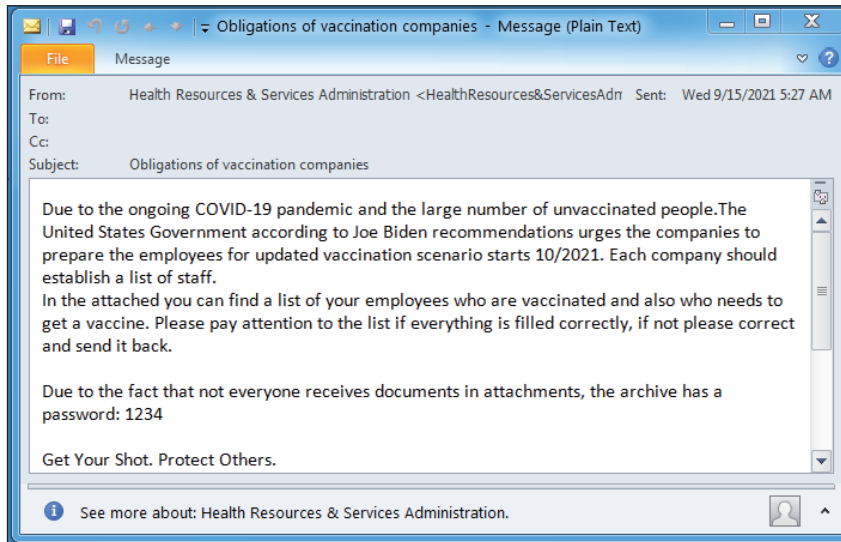 Obligations of vaccination companies - Message (Plain Text)
File Message
From: Health Resources & Services Administration <HealthResources&ServicesAdm Sent: Wed 9/15/2021 5:27 AM
To:
Cc:
Subject: Obligations of vaccination companies
Due to the ongoing COVID-19 pandemic and the large number of unvaccinated people.The
United States Government according to Joe Biden recommendations urges the companies to
prepare the employees for updated vaccination scenario starts 10/2021. Each company should
establish a list of staff.
In the attached you can find a list of your employees who are vaccinated and also who needs to
get a vaccine. Please pay attention to the list if everything is filled correctly, if not please correct
and send it back.
Due to the fact that not everyone receives documents in attachments, the archive has a
password: 1234
Get Your Shot. Protect Others.
See more about: Health Resources & Services Administration.